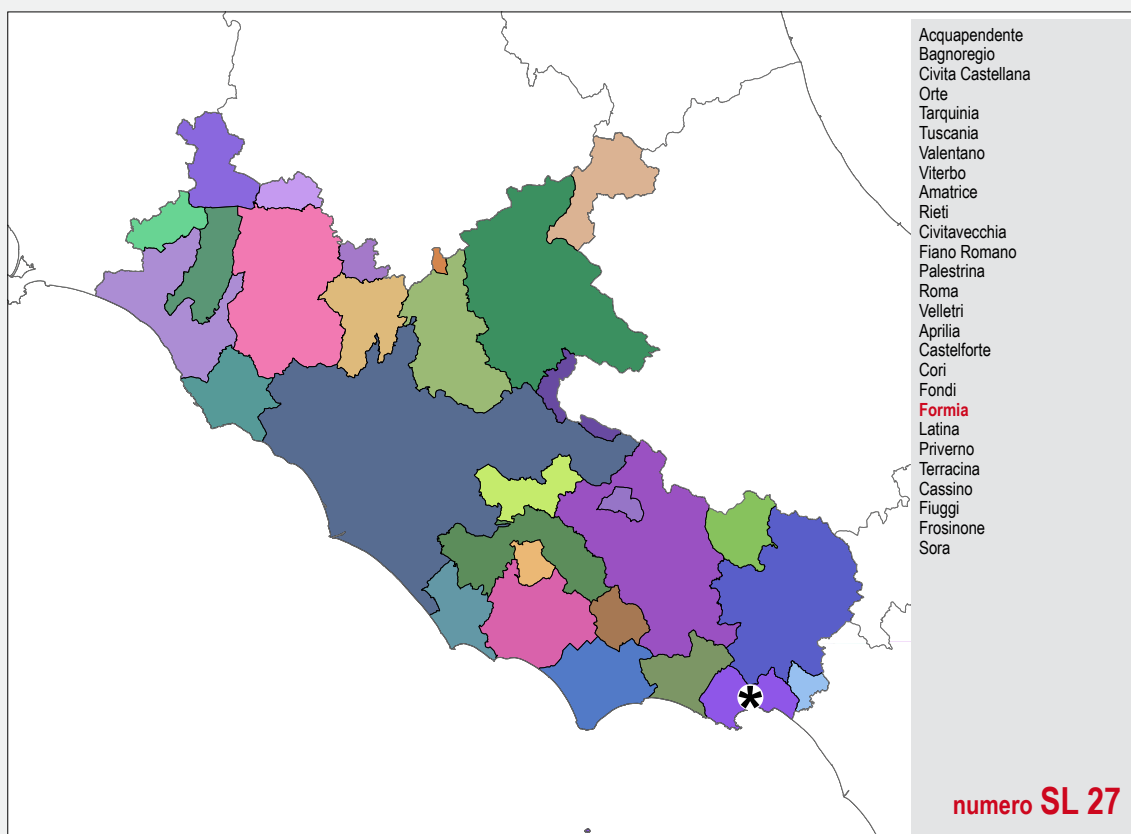 Acquapendente
Bagnoregio
Civita Castellana
Orte
Tarquinia
Tuscania
Valentano
Viterbo
Amatrice
Rieti
Civitavecchia
Fiano Romano
Palestrina
Roma
Velletri
Aprilia
Castelforte
Cori
Fondi
Formia
Latina
Priverno
Terracina
Cassino
Fiuggi
Frosinone
Sora
numero SL 27